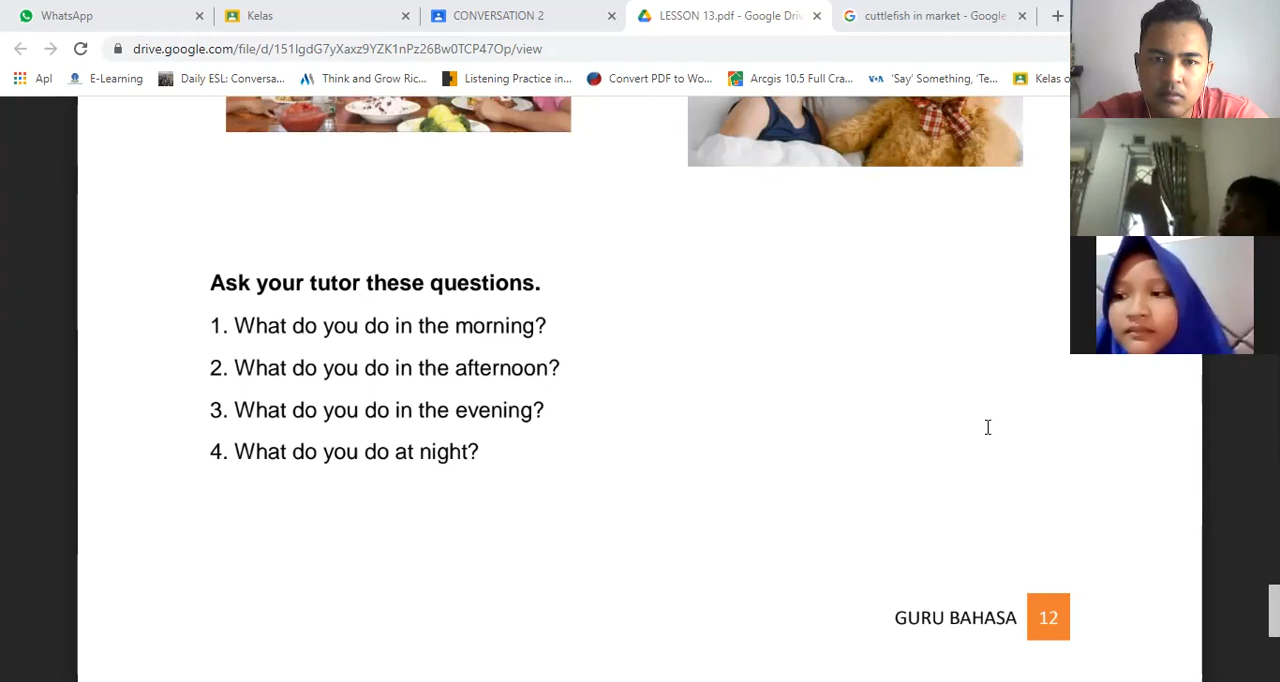 WhatsApp
Kelas
CONVERSATION 2
LESSON 13.pdf - Google Driv
cuttlefish in market - Google
drive.google.com/file/d/151lgdG7yXaxz9YZK1nPz26Bw0TCP47Op/view
Apl
E-Learning
Daily ESL: Conversa...
Think and Grow Ric...
Listening Practice in...
Convert PDF to Wo...
Arcgis 10.5 Full Cra...
VOA
'Say' Something, 'Te...
Kelas o
Ask your tutor these questions.
1. What do you do in the morning?
2. What do you do in the afternoon?
3. What do you do in the evening?
4. What do you do at night?
GURU BAHASA 12